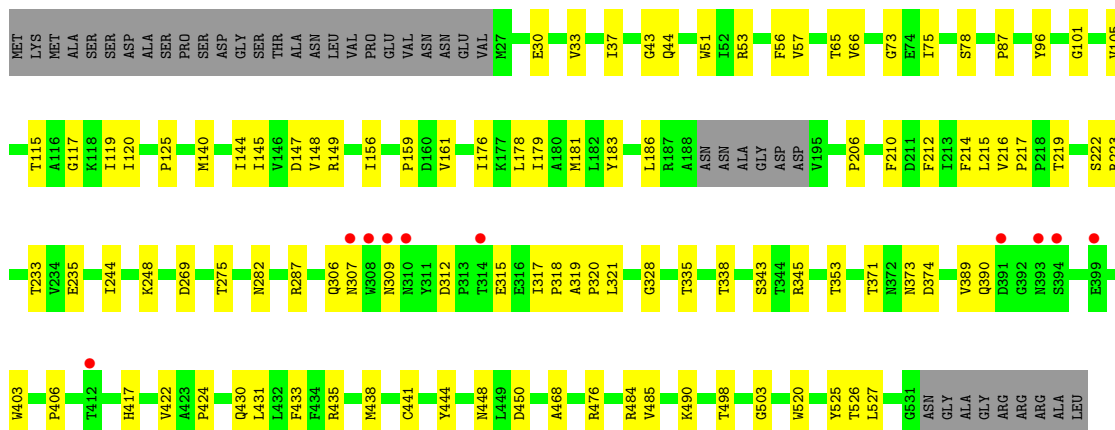 MET LYS MET ALA SER SER ASP ALA SER PRO SER ASP GLY SER THR ALA ASN LEU VAL PRO GLU VAL ASN ASN GLU VAL M27 E30 V33 I37 G43 Q44 W51 I52 R53 F56 V57 T65 V66 G73 E74 I75 S78 P87 Y96 G101
T115 A116 G117 K118 I119 I120 P125 M140 I144 I145 V146 D147 V148 R149 I156 P159 D160 V161 I176 K177 L178 I179 A180 M181 L182 Y183 L186 R187 A188 ASN ASN ALA GLY ASP ASP V195 P206 F210 D211 F212 I213 F214 L215 V216 P217 P218 T219 S222
T233 V234 E235 I244 K248 D269 T275 N282 R287 Q306 N307 W308 N309 N310 Y311 D312 P313 T314 E315 E316 I317 P318 A319 P320 L321 G328 T335 T338 S343 T344 R345 T353 T371 N372 N373 D374 V389 Q390 D391 G392 N393 S394 E399
W403 P406 T412 H417 V422 A423 P424 Q430 L431 L432 F433 F434 R435 M438 C441 Y444 N448 L449 D450 A468 R476 R484 V485 K490 T498 G503 W520 Y525 T526 L527 G531 ASN GLY ALA GLY ARG ARG ARG ALA LEU